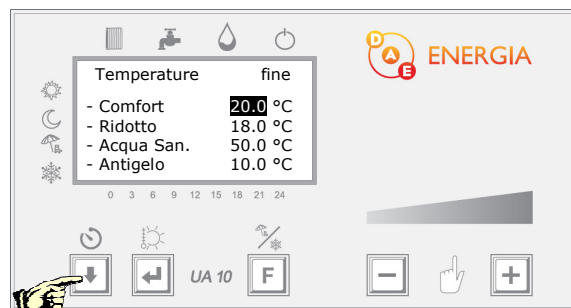 D A E ENERGIA
Temperature fine
- Comfort 20.0 °C
- Ridotto 18.0 °C
- Acqua San. 50.0 °C
- Antigelo 10.0 °C
0 3 6 9 12 15 18 21 24
UA 10 F